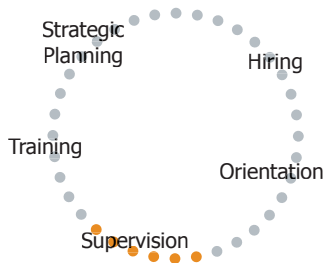 Strategic
Planning
Hiring
Training
Orientation
Supervision